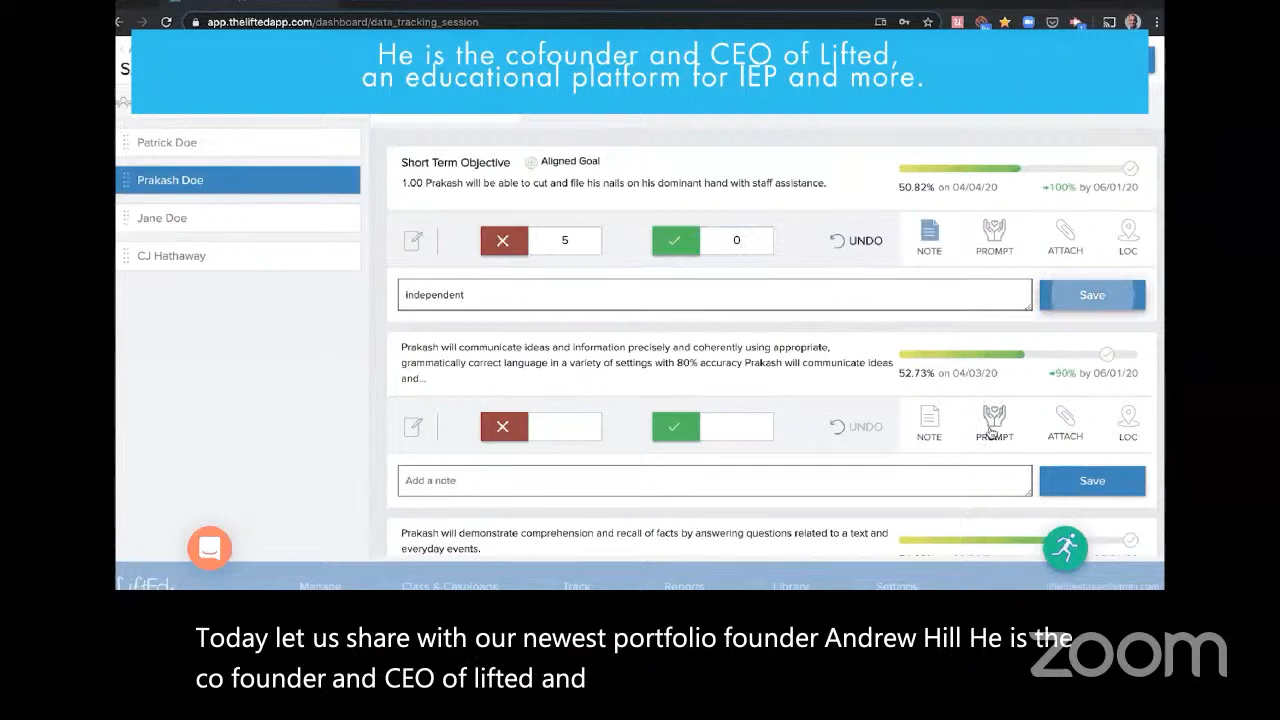 app.theliftedapp.com/dashboard/data_tracking_session
He is the cofounder and CEO of Lifted,
an educational platform for IEP and more.
Patrick Doe
Prakash Doe
Jane Doe
CJ Hathaway
Short Term Objective Aligned Goal
1.00 Prakash will be able to cut and file his nails on his dominant hand with staff assistance.
50.82% on 04/04/20 +100% by 06/01/20
5 0 UNDO NOTE PROMPT ATTACH LOC
independent Save
Prakash will communicate ideas and information precisely and coherently using appropriate,
grammatically correct language in a variety of settings with 80% accuracy Prakash will communicate ideas
and...
52.73% on 04/03/20 +90% by 06/01/20
UNDO NOTE PROMPT ATTACH LOC
Add a note Save
Prakash will demonstrate comprehension and recall of facts by answering questions related to a text and
everyday events.
LiftEd Manage Class & Caseloads Track Reports Library Settings
Today let us share with our newest portfolio founder Andrew Hill He is the
co founder and CEO of lifted and
zoom